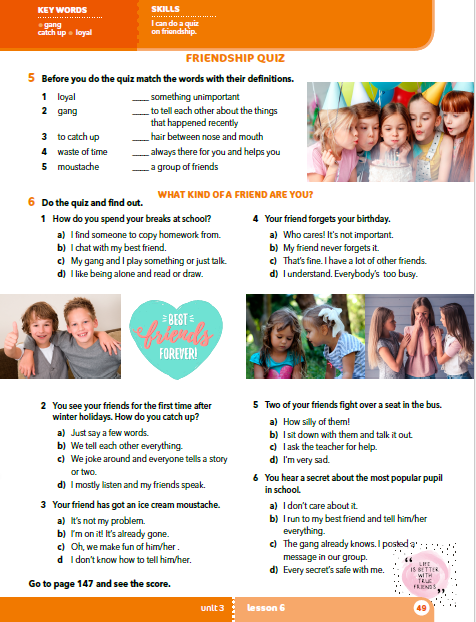 KEY WORDS
gang
catch up loyal
SKILLS
I can do a quiz
on friendship.
FRIENDSHIP QUIZ
5 Before you do the quiz match the words with their definitions.
1 loyal ____ something unimportant
2 gang ____ to tell each other about the things
that happened recently
3 to catch up ____ hair between nose and mouth
4 waste of time ____ always there for you and helps you
5 moustache ____ a group of friends
WHAT KIND OF A FRIEND ARE YOU?
6 Do the quiz and find out.
1 How do you spend your breaks at school?
a) I find someone to copy homework from.
b) I chat with my best friend.
c) My gang and I play something or just talk.
d) I like being alone and read or draw.
4 Your friend forgets your birthday.
a) Who cares! It's not important.
b) My friend never forgets it.
c) That's fine. I have a lot of other friends.
d) I understand. Everybody's too busy.
BEST
friends
FOREVER!
2 You see your friends for the first time after
winter holidays. How do you catch up?
a) Just say a few words.
b) We tell each other everything.
c) We joke around and everyone tells a story
or two.
d) I mostly listen and my friends speak.
3 Your friend has got an ice cream moustache.
a) It's not my problem.
b) I'm on it! It's already gone.
c) Oh, we make fun of him/her .
d I don't know how to tell him/her.
5 Two of your friends fight over a seat in the bus.
a) How silly of them!
b) I sit down with them and talk it out.
c) I ask the teacher for help.
d) I'm very sad.
6 You hear a secret about the most popular pupil
in school.
a) I don't care about it.
b) I run to my best friend and tell him/her
everything.
c) The gang already knows. I posted a
message in our group.
d) Every secret's safe with me.
LIFE
IS BETTER
WITH
TRUE
FRIENDS
Go to page 147 and see the score.
unit 3 lesson 6 49